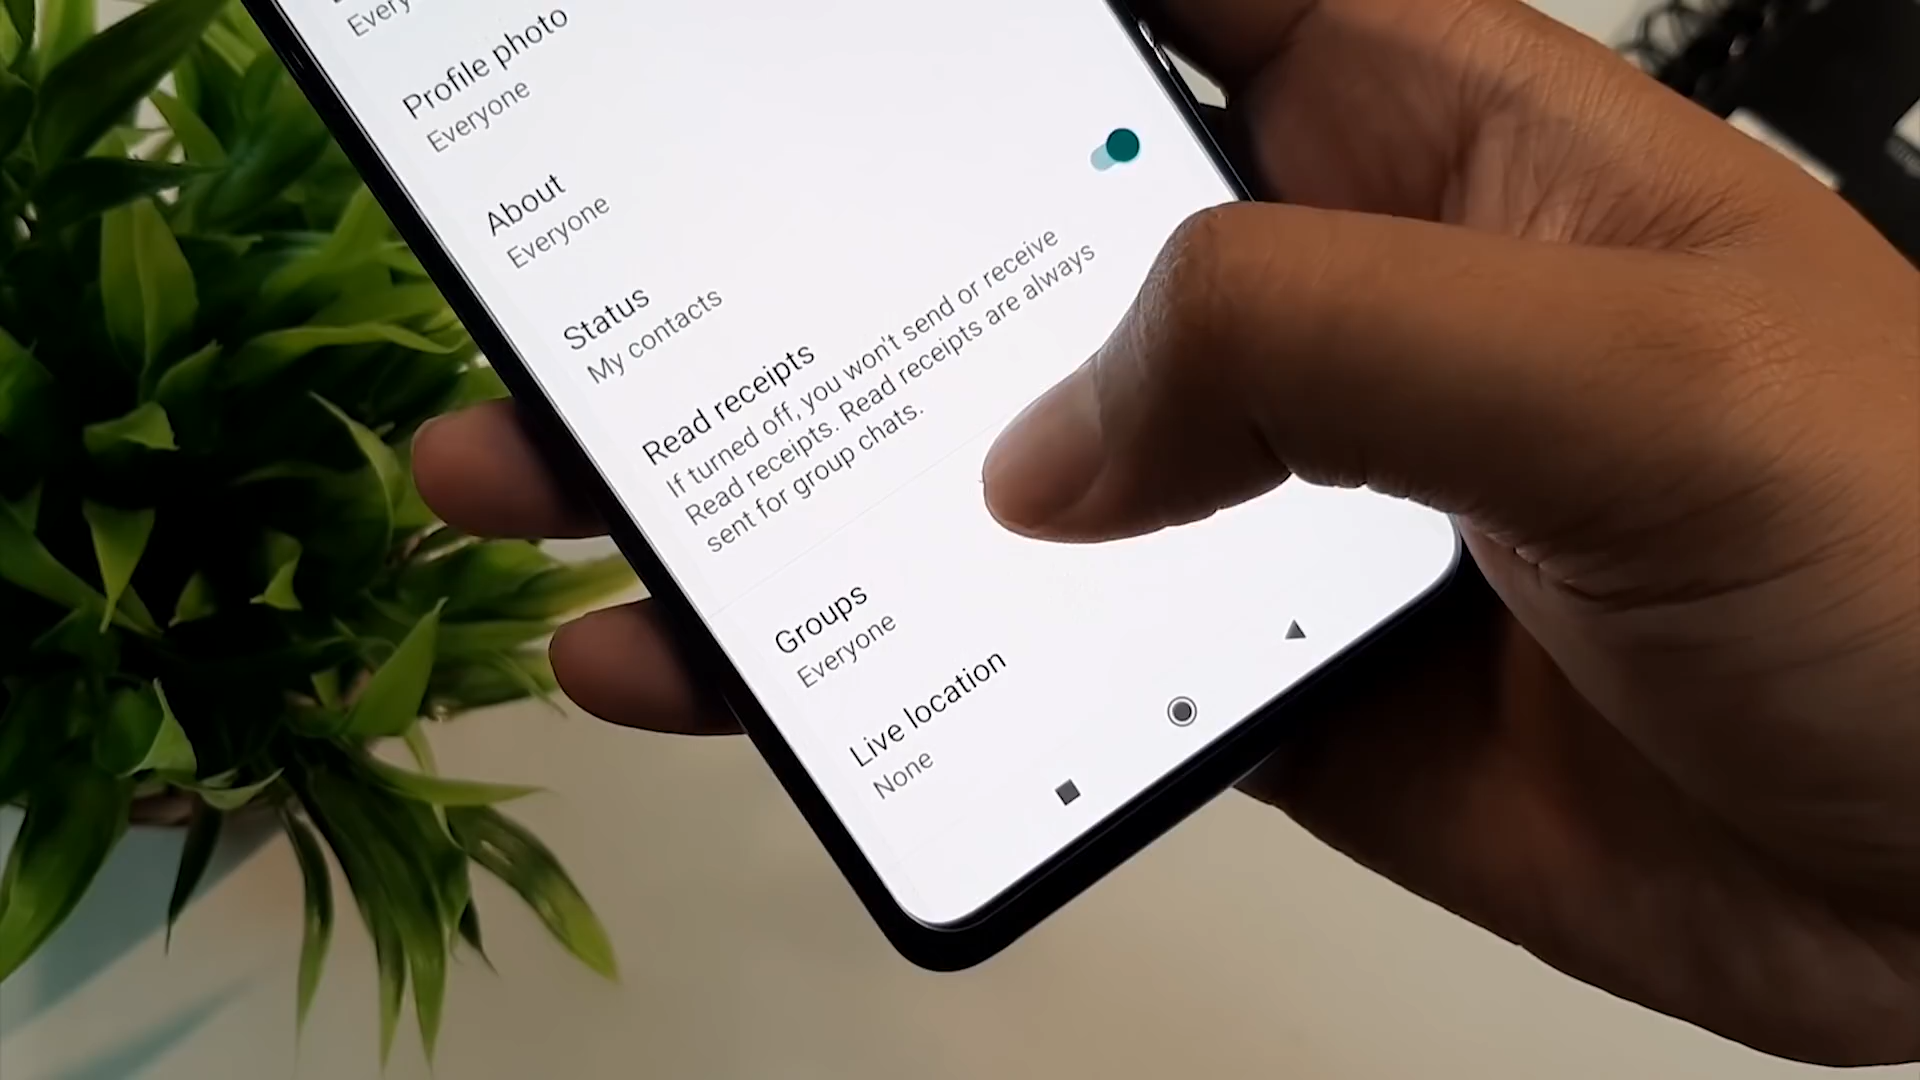 Profile photo
Everyone
About
Everyone
Status
My contacts
Read receipts
If turned off, you won't send or receive
Read receipts. Read receipts are always
sent for group chats.
Groups
Everyone
Live location
None